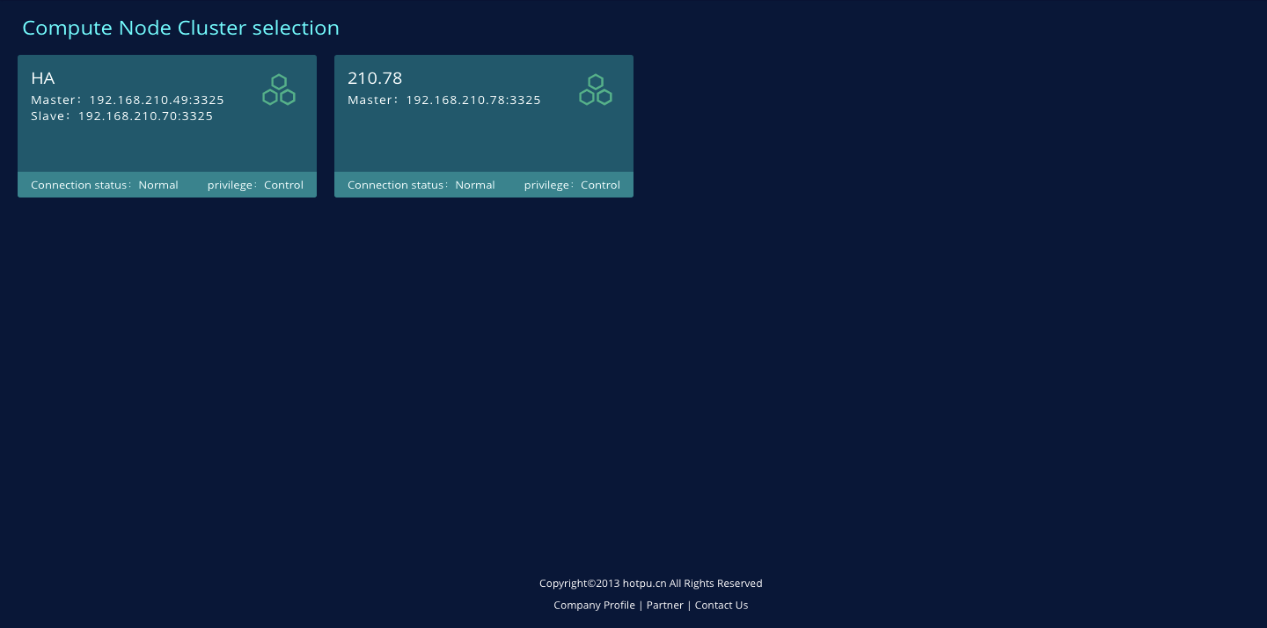 Compute Node Cluster selection
HA
Master：192.168.210.49:3325
Slave：192.168.210.70:3325
Connection status：Normal privilege：Control
210.78
Master：192.168.210.78:3325
Connection status：Normal privilege：Control
Copyright©2013 hotpu.cn All Rights Reserved
Company Profile | Partner | Contact Us